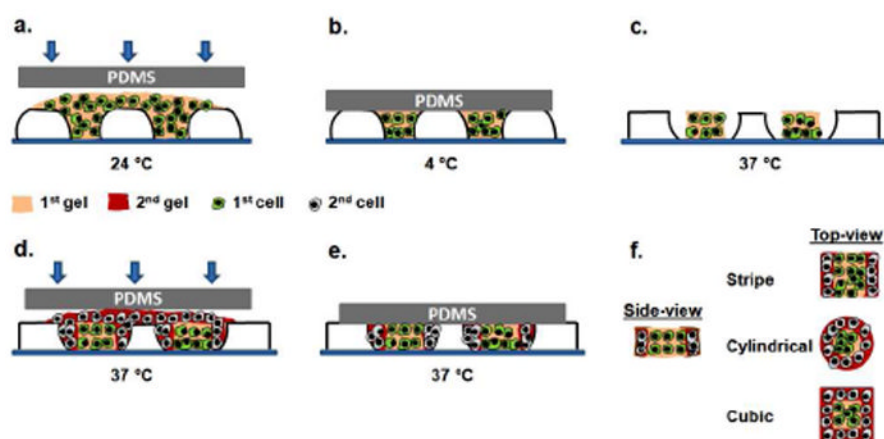 a.
b.
c.
PDMS
PDMS
24 °C
4 °C
37 °C
1st gel 2nd gel 1st cell 2nd cell
d.
e.
f.
Top-view
PDMS
PDMS
Stripe
Side-view
Cylindrical
37 °C
37 °C
Cubic